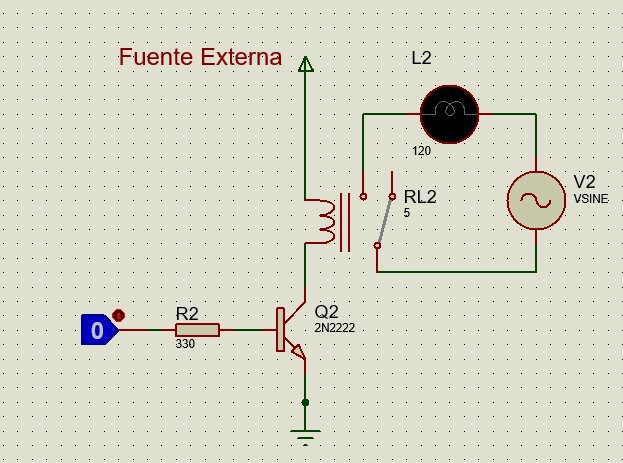 Fuente Externa
L2
120
V2
VSINE
RL2
5
Q2
2N2222
R2
330
0